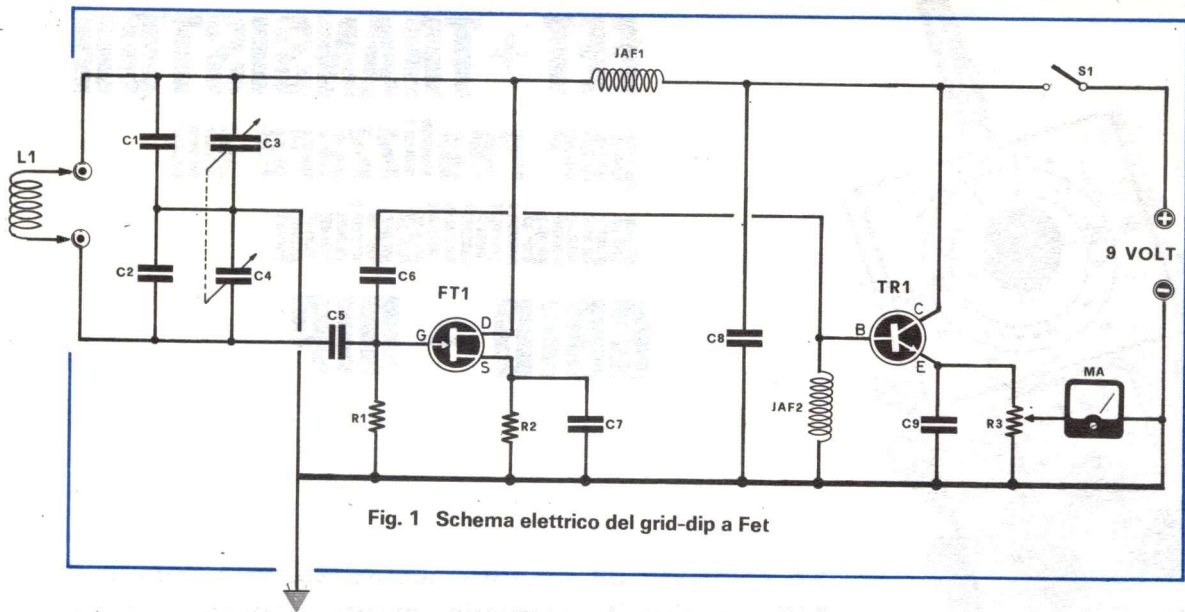 JAF1
S1
L1
C1
C3
C2
C4
C6
FT1
C5
G
D
S
R1
R2
C7
C8
JAF2
TR1
B
C
E
C9
R3
MA
+
9 VOLT
-
Fig. 1 Schema elettrico del grid-dip a Fet